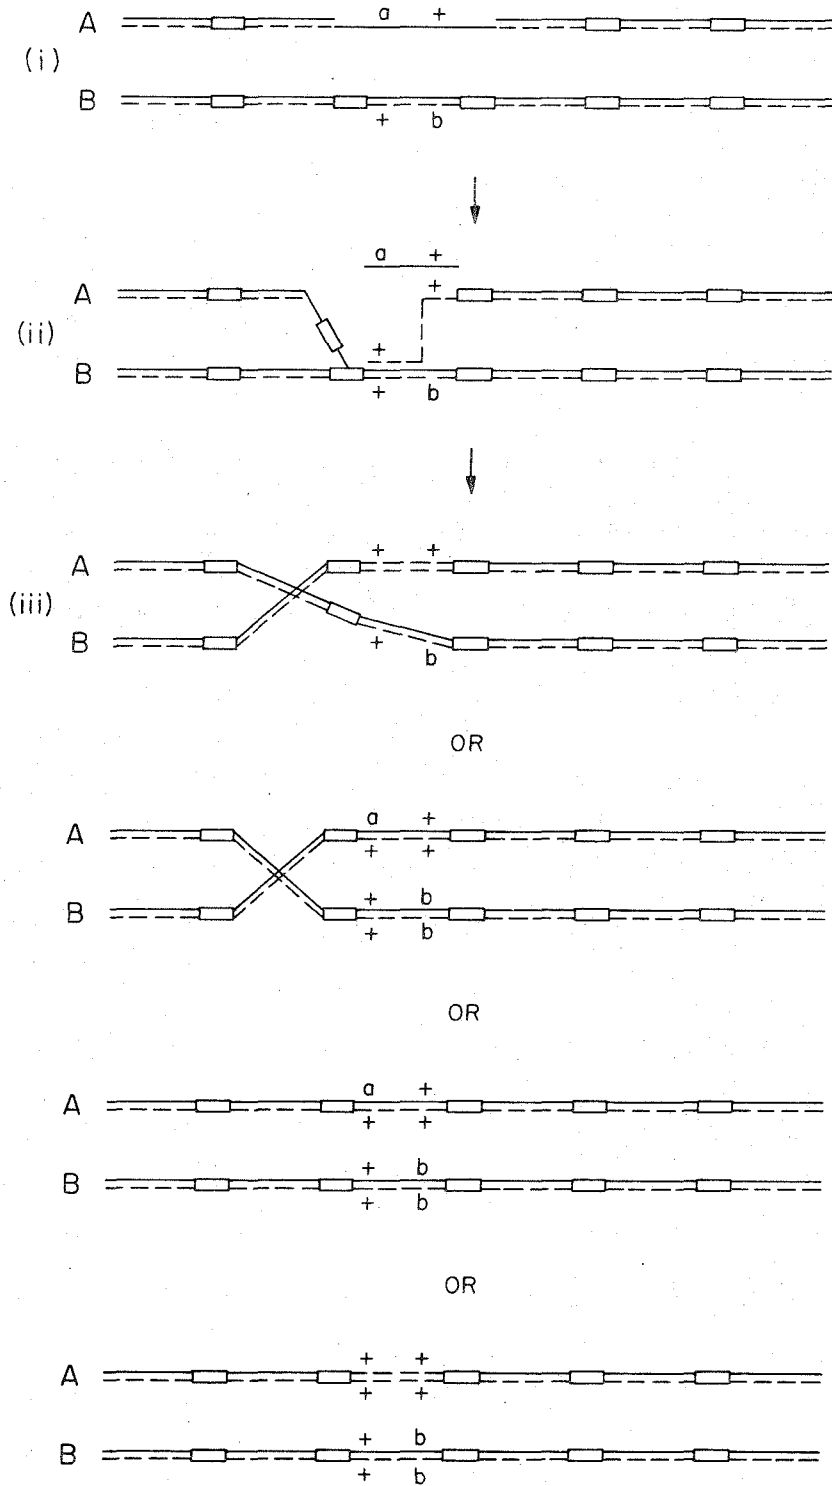 a +
A
(i)
B
+ b
a +
A +
(ii)
+
B
+ b
+ +
A
(iii)
B
+ b
OR
a +
A
+ +
+ b
B
+ b
OR
a +
A
+ +
+ b
B
+ b
OR
+ +
A
+ +
+ b
B
+ b